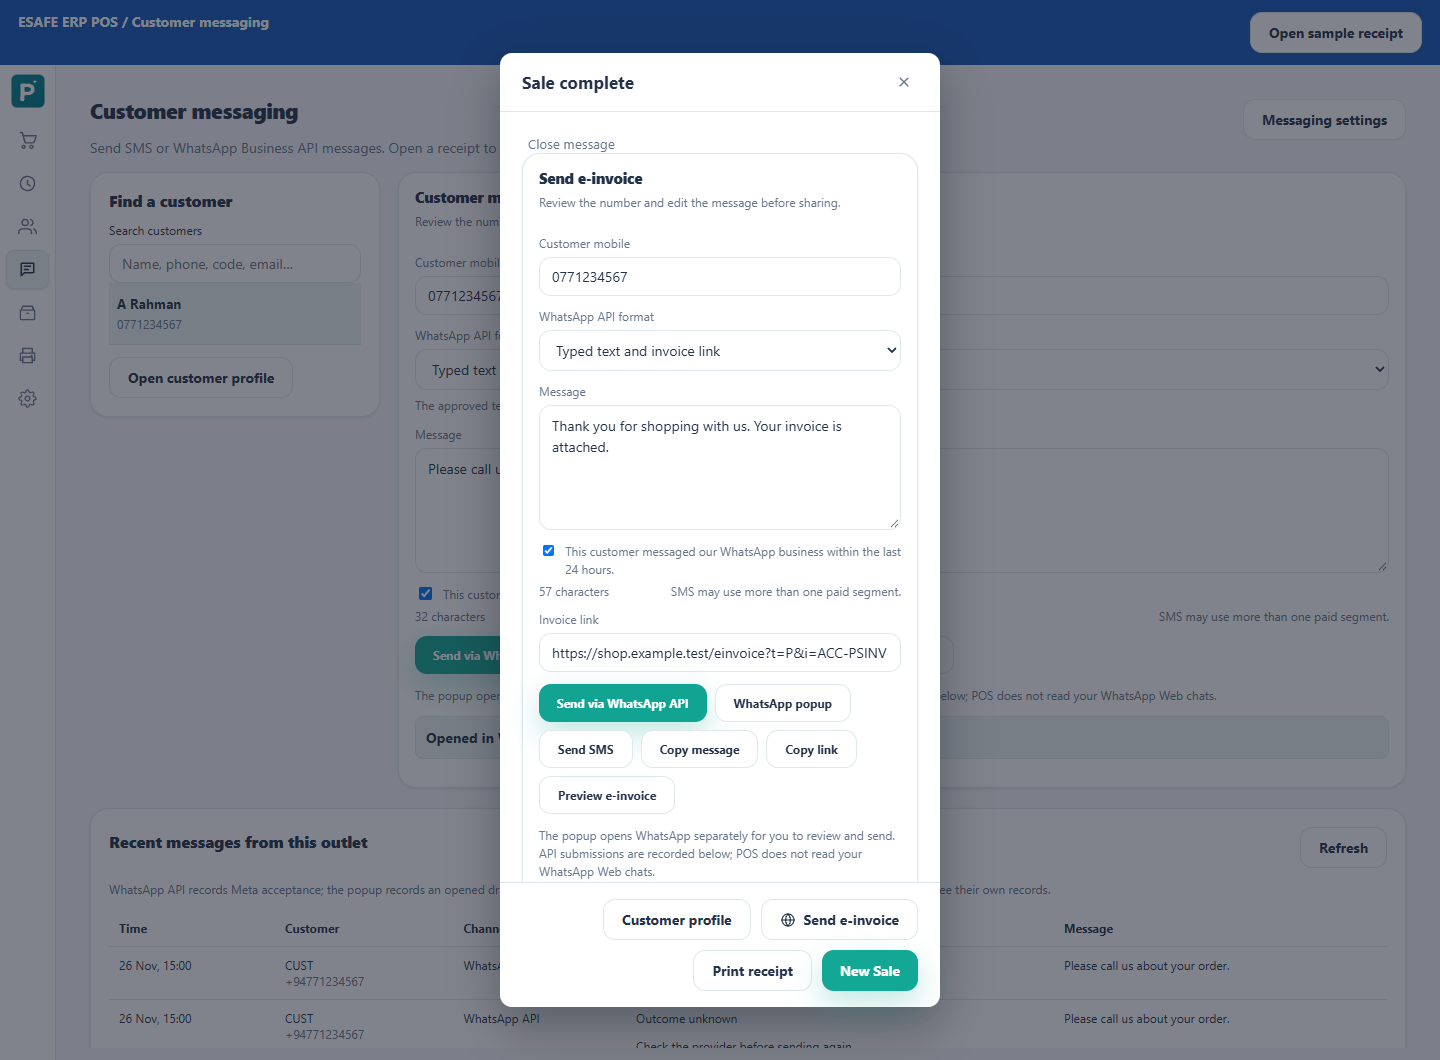 ESAFE ERP POS / Customer messaging
Open sample receipt
Customer messaging
Send SMS or WhatsApp Business API messages. Open a receipt to
Messaging settings
Find a customer
Search customers
Name, phone, code, email...
A Rahman
0771234567
Open customer profile
Customer m
Review the num
Customer mobil
0771234567
WhatsApp API f
Typed text
The approved te
Message
Please call u
This custo
32 characters
SMS may use more than one paid segment.
Send via Wh
The popup open
elow; POS does not read your WhatsApp Web chats.
Opened in
Sale complete
Close message
Send e-invoice
Review the number and edit the message before sharing.
Customer mobile
0771234567
WhatsApp API format
Typed text and invoice link
Message
Thank you for shopping with us. Your invoice is
attached.
This customer messaged our WhatsApp business within the last
24 hours.
57 characters
SMS may use more than one paid segment.
Invoice link
https://shop.example.test/einvoice?t=P&i=ACC-PSINV
Send via WhatsApp API
WhatsApp popup
Send SMS
Copy message
Copy link
Preview e-invoice
The popup opens WhatsApp separately for you to review and send.
API submissions are recorded below; POS does not read your
WhatsApp Web chats.
Customer profile
Send e-invoice
Print receipt
New Sale
Recent messages from this outlet
Refresh
WhatsApp API records Meta acceptance; the popup records an opened dr
ee their own records.
Time
Customer
Chann
Message
26 Nov, 15:00
CUST
+94771234567
WhatsA
Please call us about your order.
26 Nov, 15:00
CUST
+94771234567
WhatsApp API
Outcome unknown
Check the provider before sending again
Please call us about your order.